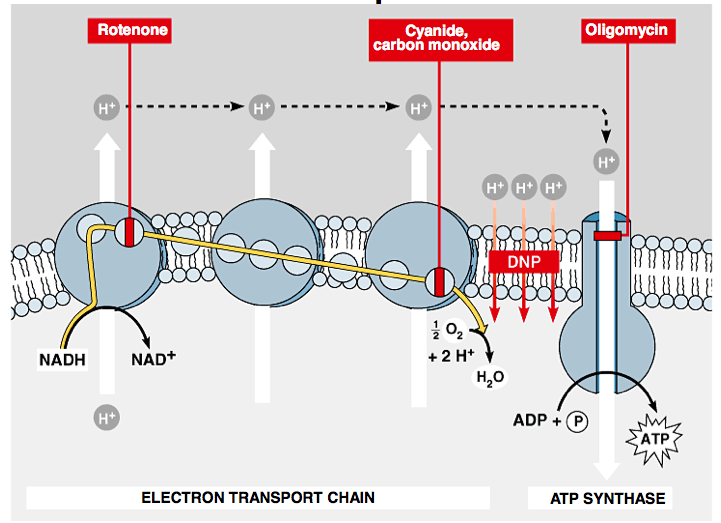 Rotenone
Cyanide,
carbon monoxide
Oligomycin
H+
H+
H+
H+
H+ H+ H+
DNP
NADH
NAD+
½ O2
+ 2 H+
H2O
H+
ADP + P
ATP
ELECTRON TRANSPORT CHAIN
ATP SYNTHASE